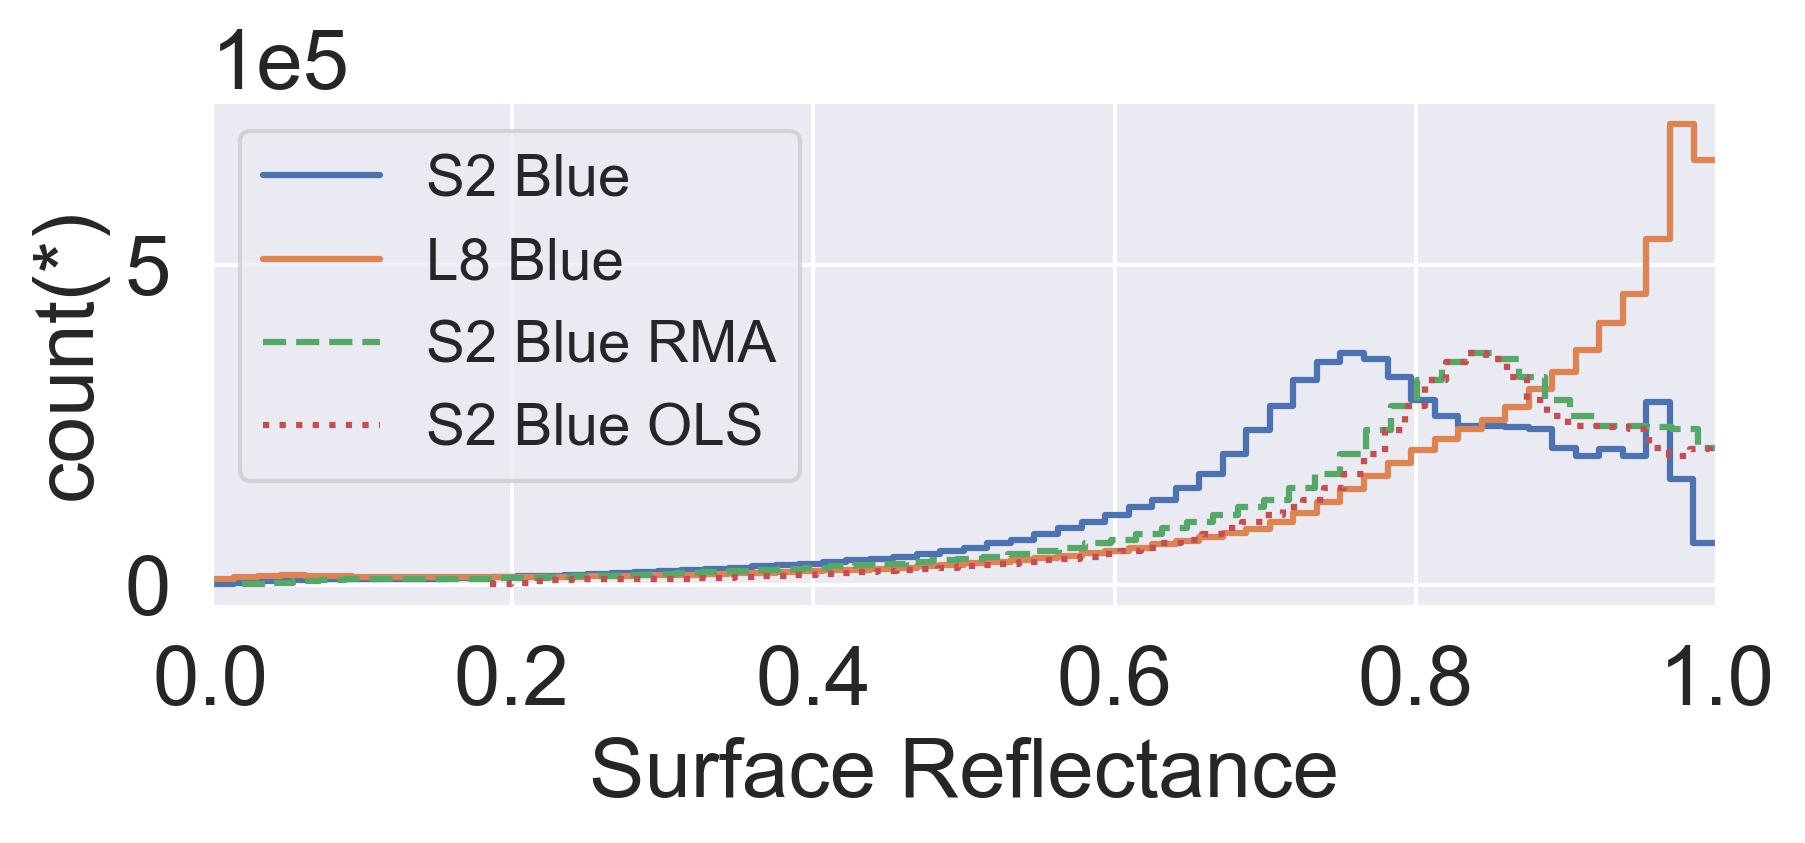 1e5
S2 Blue
L8 Blue
S2 Blue RMA
S2 Blue OLS
count(*)
5
0
0.0 0.2 0.4 0.6 0.8 1.0
Surface Reflectance